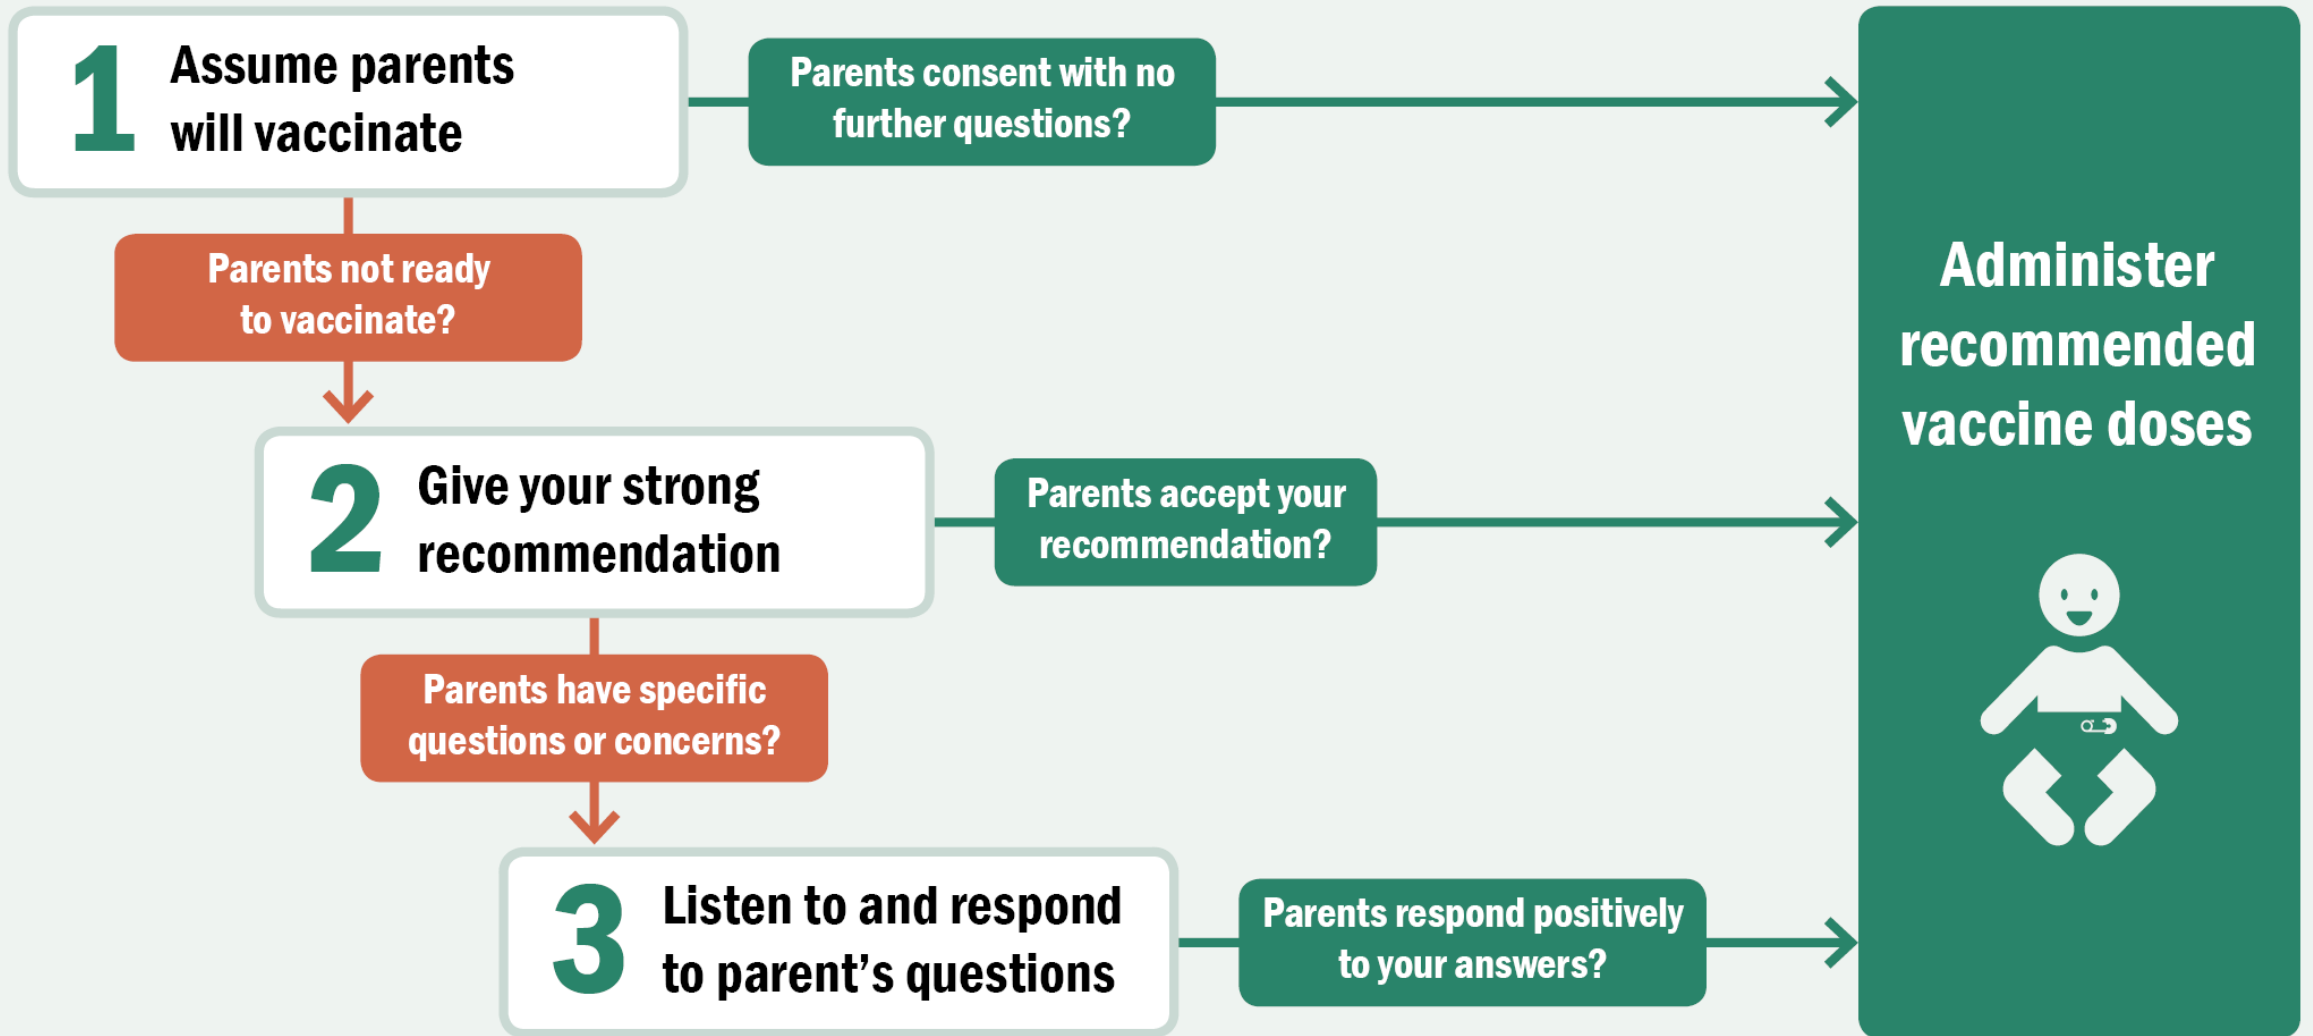 1
Assume parents
will vaccinate
Parents consent with no
further questions?
Parents not ready
to vaccinate?
2
Give your strong
recommendation
Parents accept your
recommendation?
Parents have specific
questions or concerns?
3
Listen to and respond
to parent’s questions
Parents respond positively
to your answers?
Administer
recommended
vaccine doses